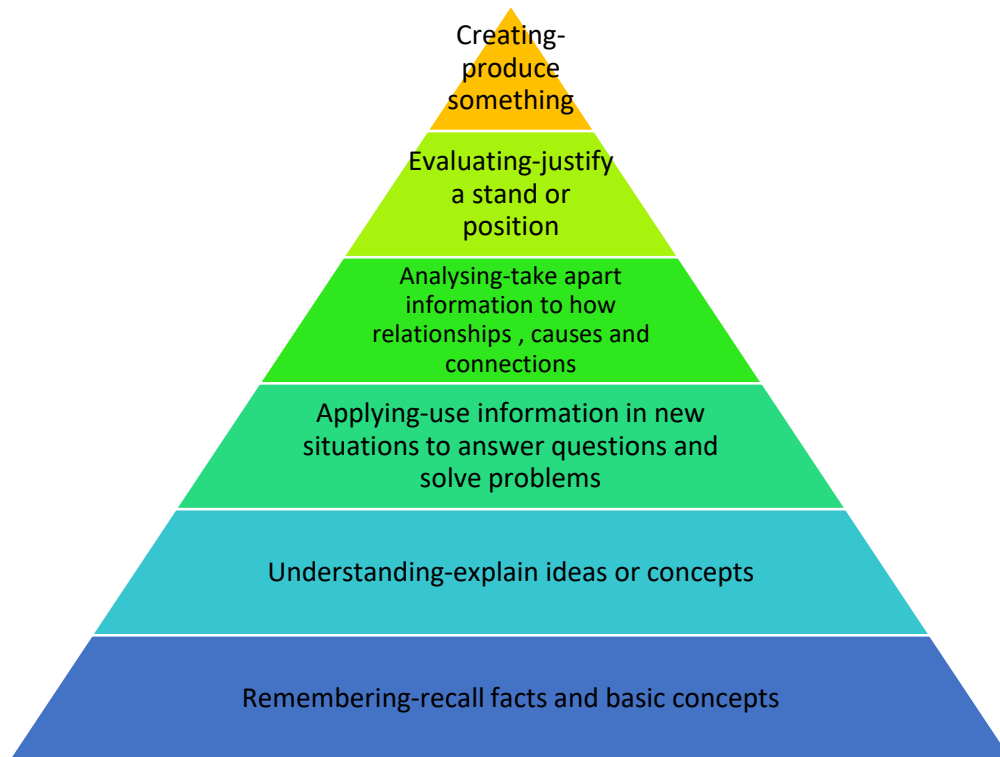 Creating-
produce
something
Evaluating-justify
a stand or
position
Analysing-take apart
information to how
relationships , causes and
connections
Applying-use information in new
situations to answer questions and
solve problems
Understanding-explain ideas or concepts
Remembering-recall facts and basic concepts